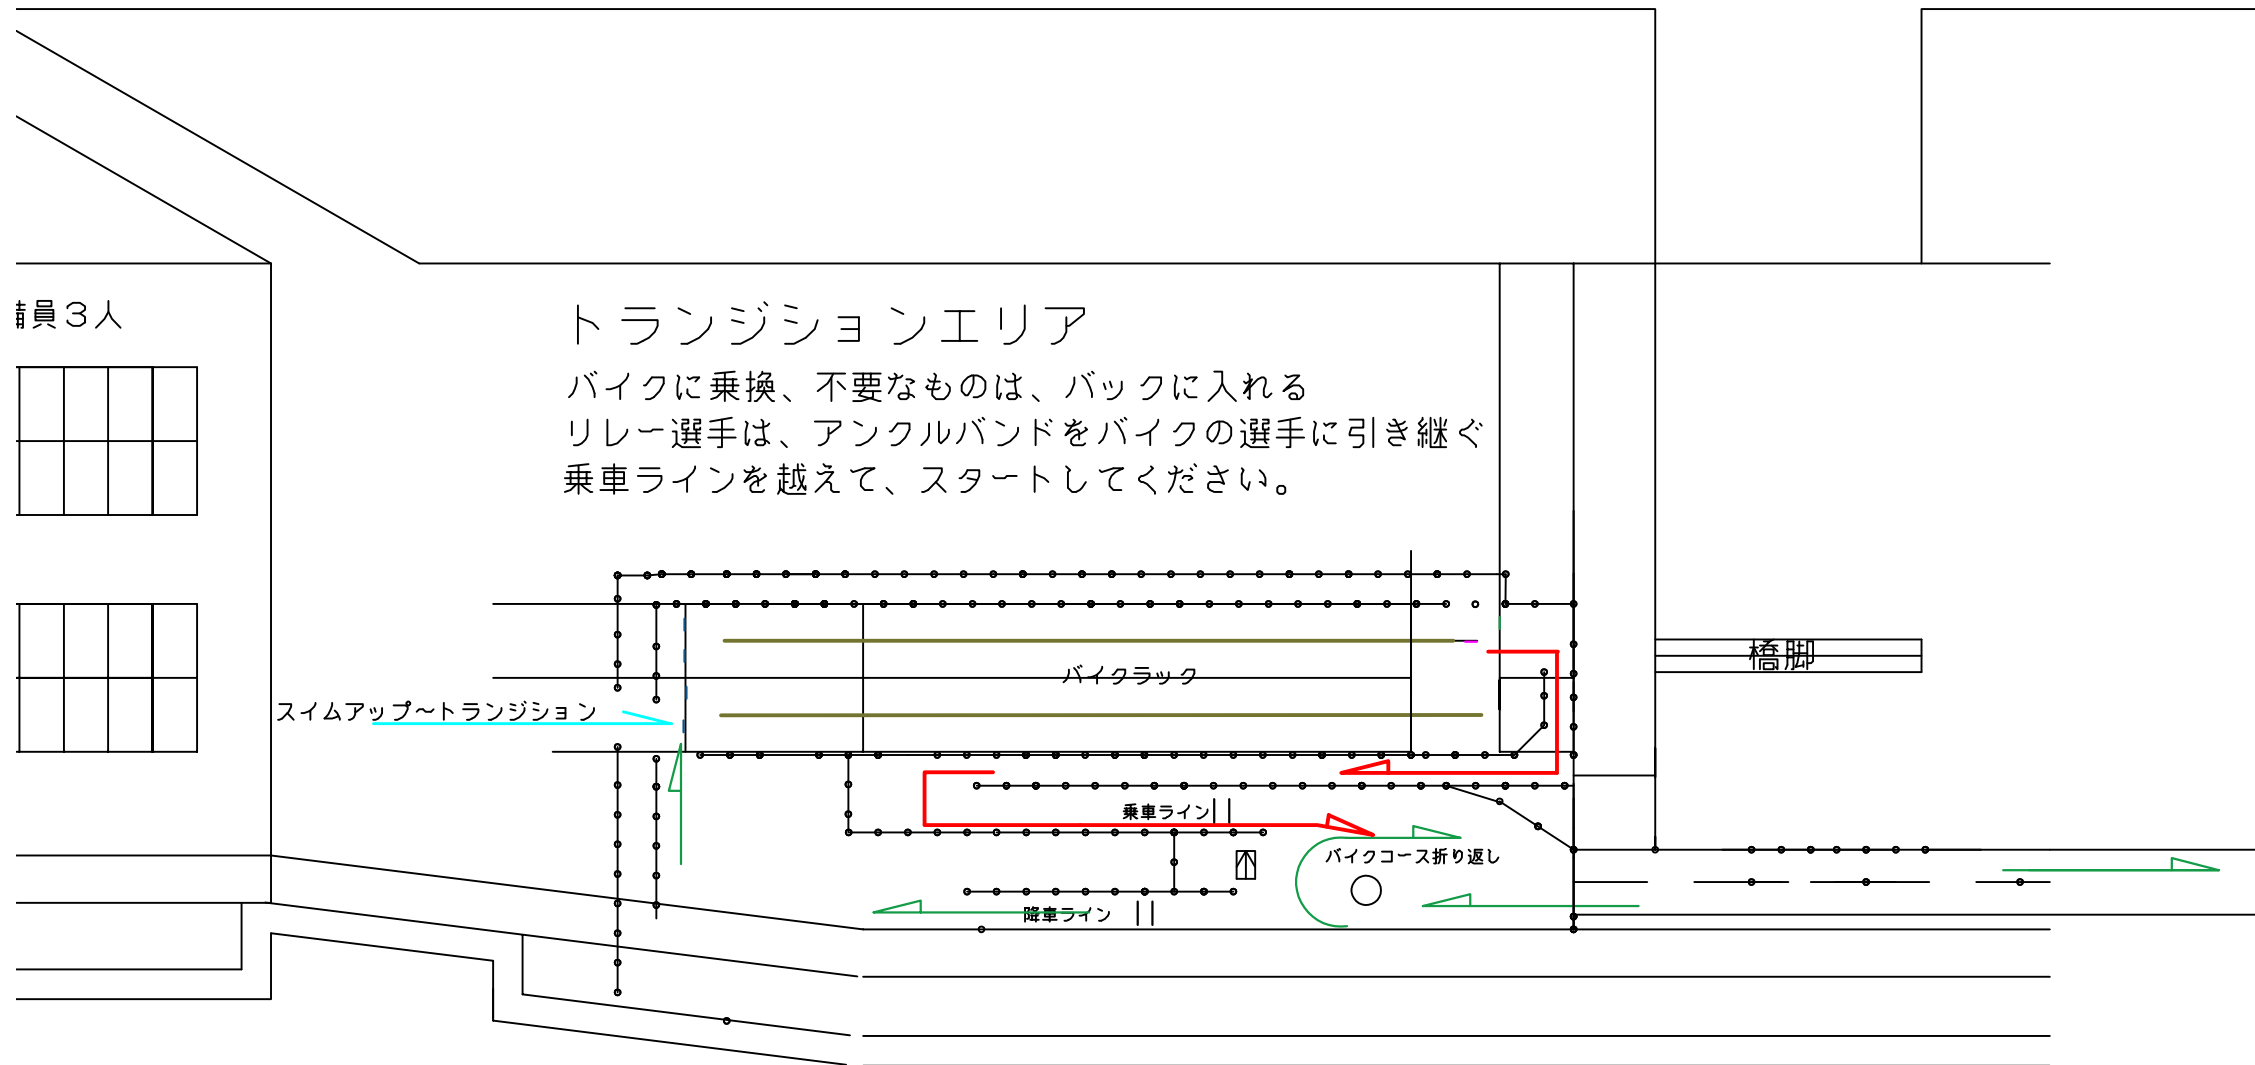 員3人
トランジションエリア
バイクに乗換、不要なものは、バックに入れる
リレー選手は、アンクルバンドをバイクの選手に引き継ぐ
乗車ラインを越えて、スタートしてください。
橋脚
バイクラック
スイムアップ～トランジション
乗車ライン
バイクコース折り返し
降車ライン